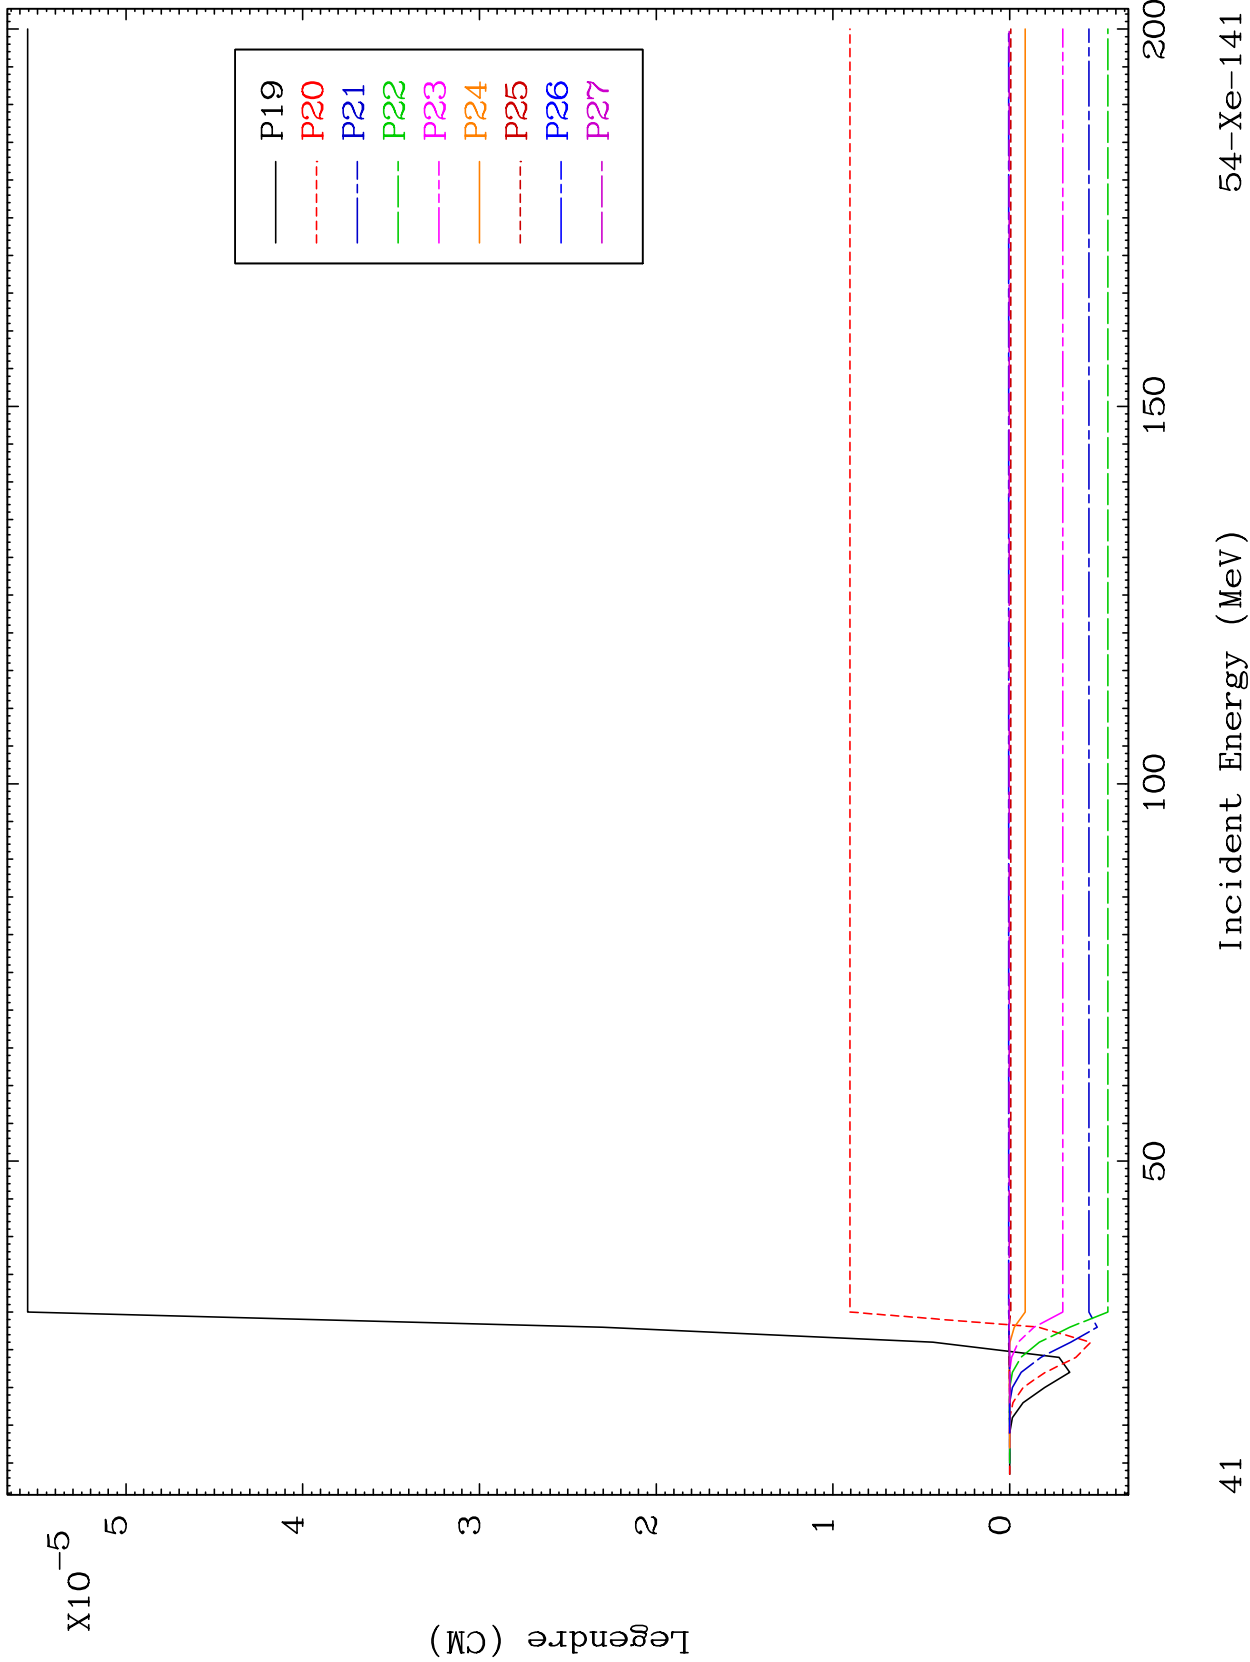 X10⁻⁵
Legendre (CM)
5
4
3
2
1
0
P19
P20
P21
P22
P23
P24
P25
P26
P27
50
100
150
200
Incident Energy (MeV)
41
54-Xe-141